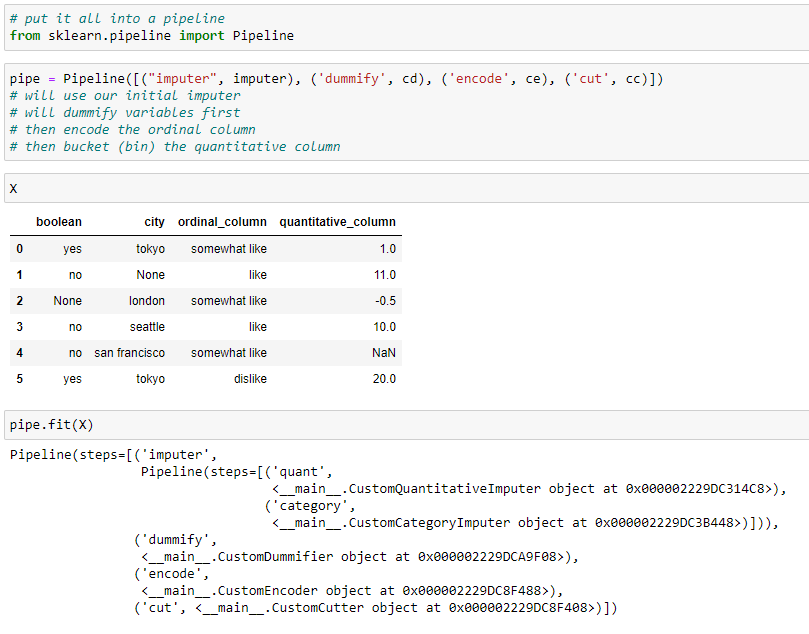 # put it all into a pipeline
from sklearn.pipeline import Pipeline
pipe = Pipeline([("imputer", imputer), ('dummify', cd), ('encode', ce), ('cut', cc)])
# will use our initial imputer
# will dummify variables first
# then encode the ordinal column
# then bucket (bin) the quantitative column
X
boolean city ordinal_column quantitative_column
0 yes tokyo somewhat like 1.0
1 no None like 11.0
2 None london somewhat like -0.5
3 no seattle like 10.0
4 no san francisco somewhat like NaN
5 yes tokyo dislike 20.0
pipe.fit(X)
Pipeline(steps=[('imputer',
Pipeline(steps=[('quant',
<__main__.CustomQuantitativeImputer object at 0x000002229DC314C8>),
('category',
<__main__.CustomCategoryImputer object at 0x000002229DC3B448>)])),
('dummify',
<__main__.CustomDummifier object at 0x000002229DCA9F08>),
('encode',
<__main__.CustomEncoder object at 0x000002229DC8F488>),
('cut', <__main__.CustomCutter object at 0x000002229DC8F408>)])